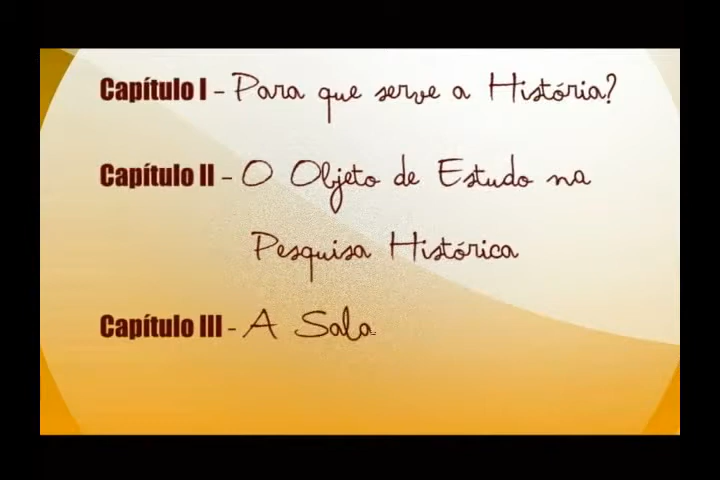 Capítulo I - Para que serve a História?
Capítulo II - O Objeto de Estudo na
Pesquisa Histórica
Capítulo III - A Sala